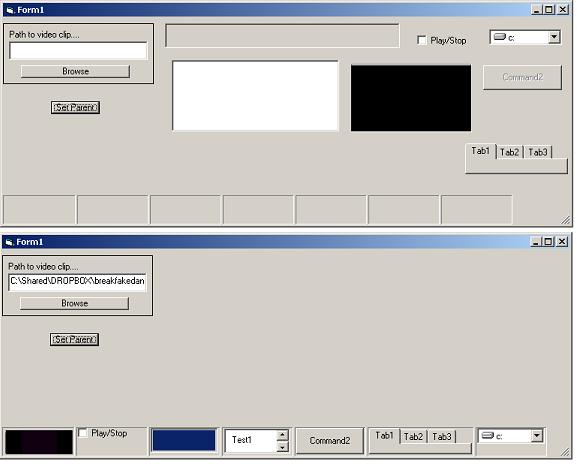 Form1
Path to video clip....
Play/Stop
c:
Browse
Command2
Set Parent
Tab1 Tab2 Tab3
Form1
Path to video clip....
C:\Shared\DROPBOX\breakfakedan
Browse
Set Parent
Play/Stop
Test1
Command2
Tab1 Tab2 Tab3
c: